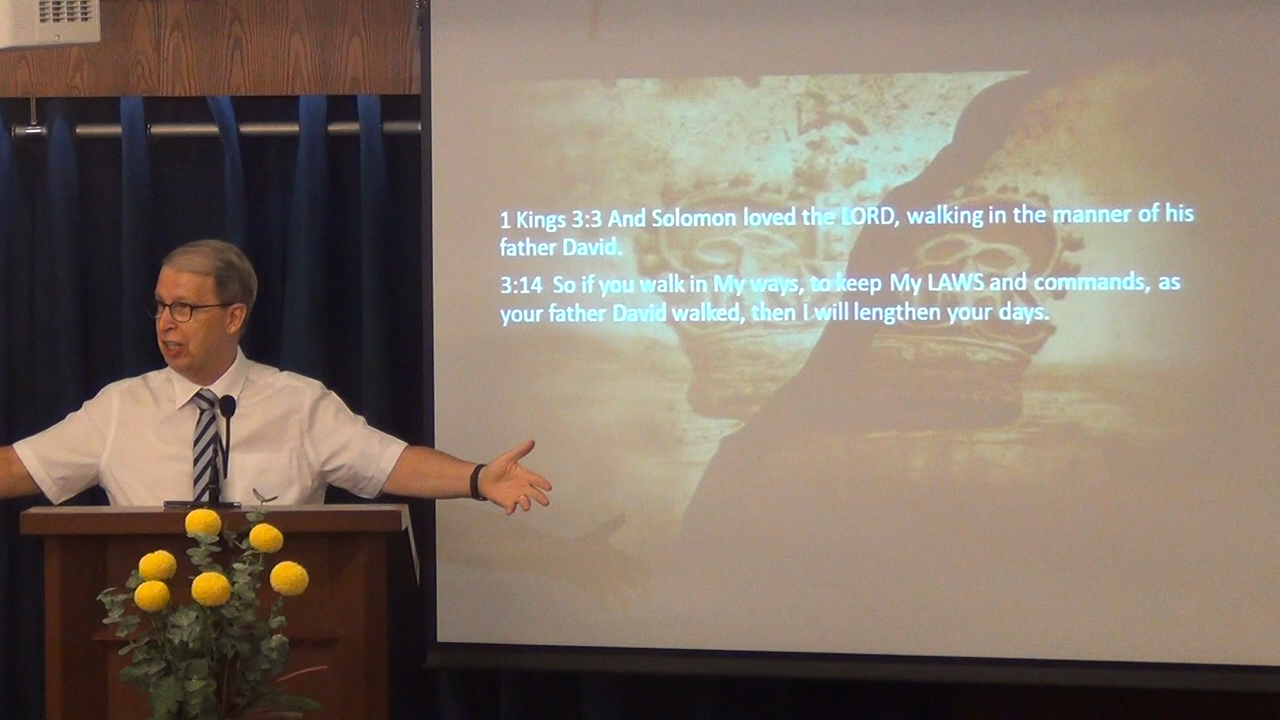 1 Kings 3:3 And Solomon loved the LORD, walking in the manner of his
father David.
3:14 So if you walk in My ways, to keep My LAWS and commands, as
your father David walked, then I will lengthen your days.